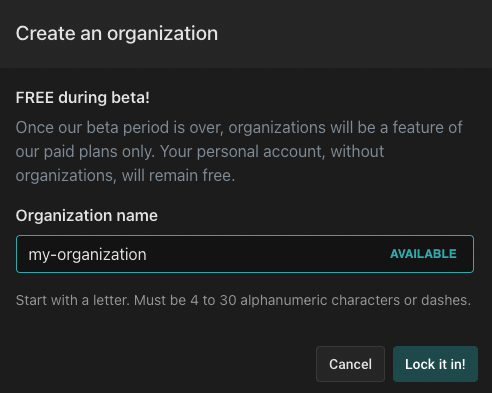 Create an organization
FREE during beta!
Once our beta period is over, organizations will be a feature of
our paid plans only. Your personal account, without
organizations, will remain free.
Organization name
my-organization AVAILABLE
Start with a letter. Must be 4 to 30 alphanumeric characters or dashes.
Cancel Lock it in!